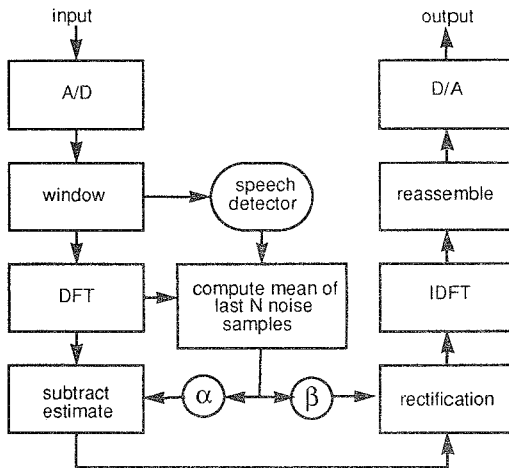 input
output
A/D
D/A
window
speech
detector
reassemble
DFT
compute mean of
last N noise
samples
IDFT
subtract
estimate
α
β
rectification